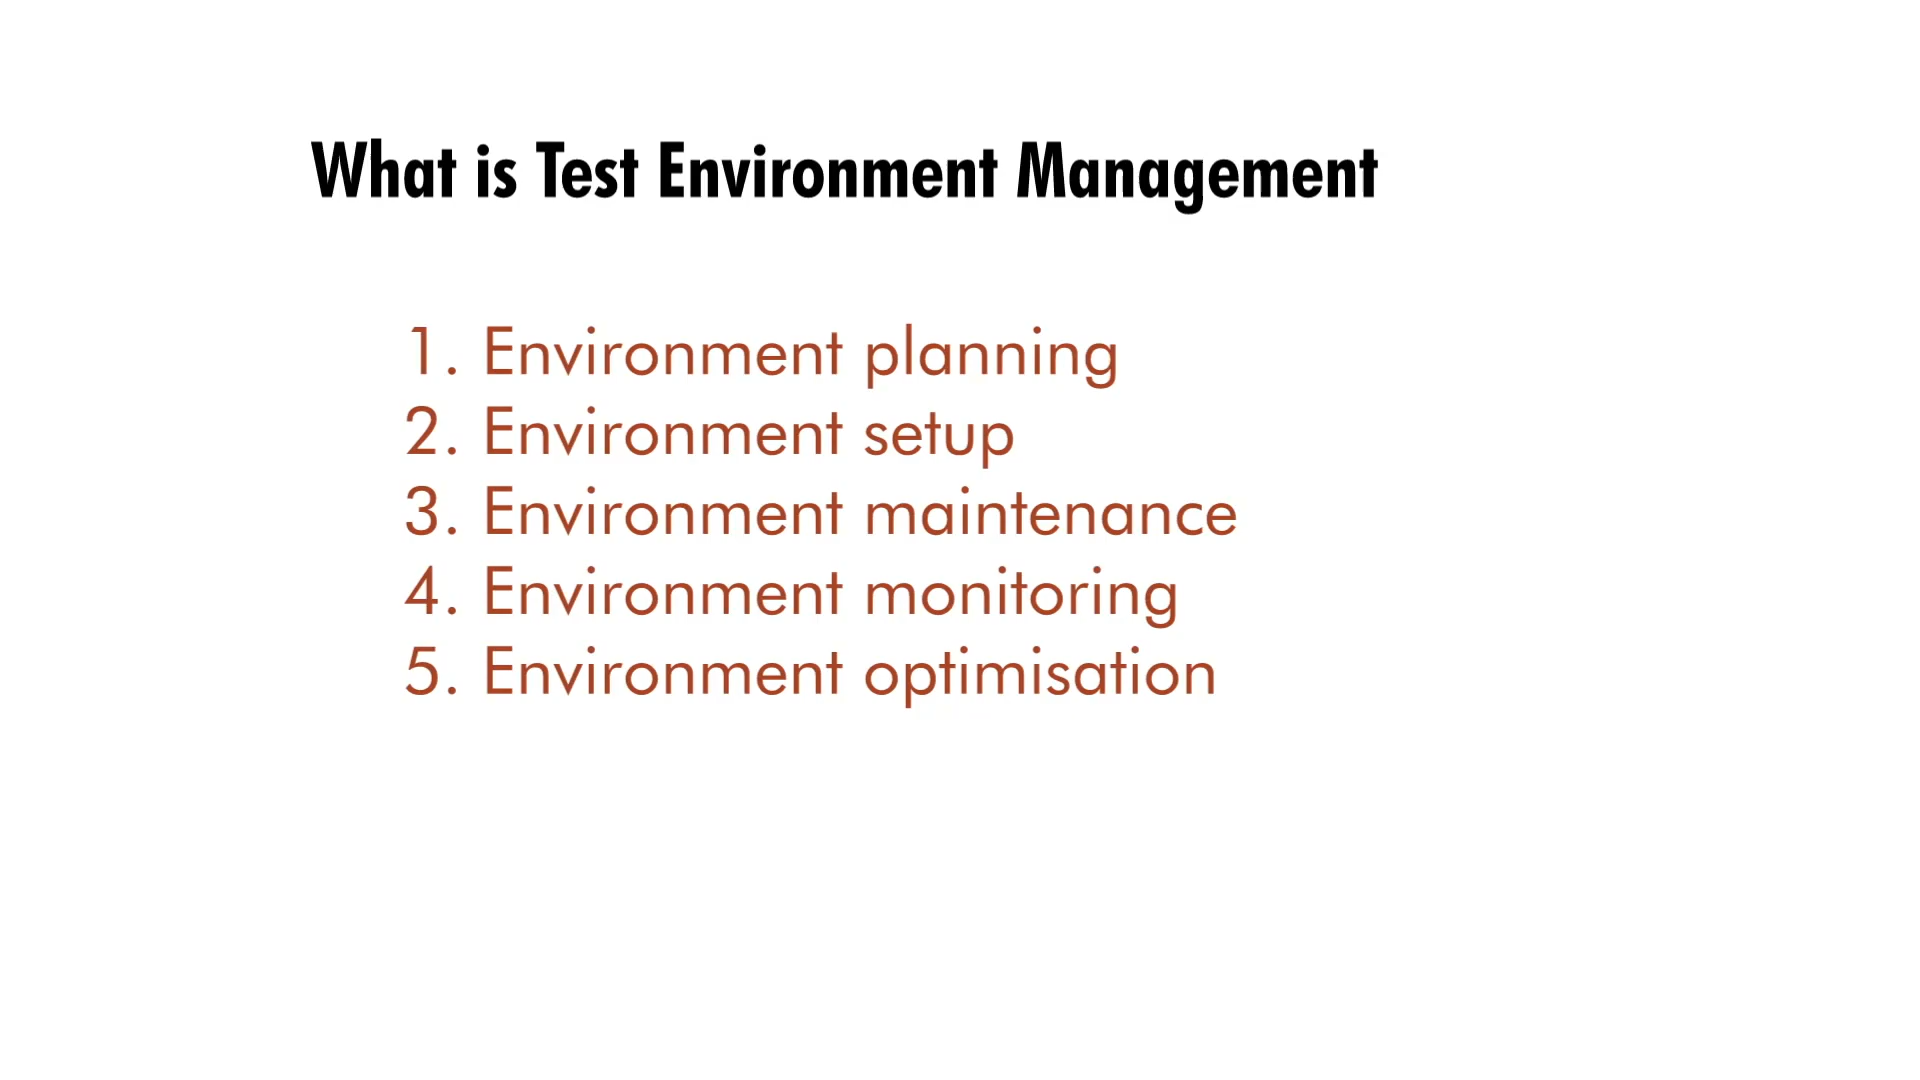 What is Test Environment Management
1. Environment planning
2. Environment setup
3. Environment maintenance
4. Environment monitoring
5. Environment optimisation